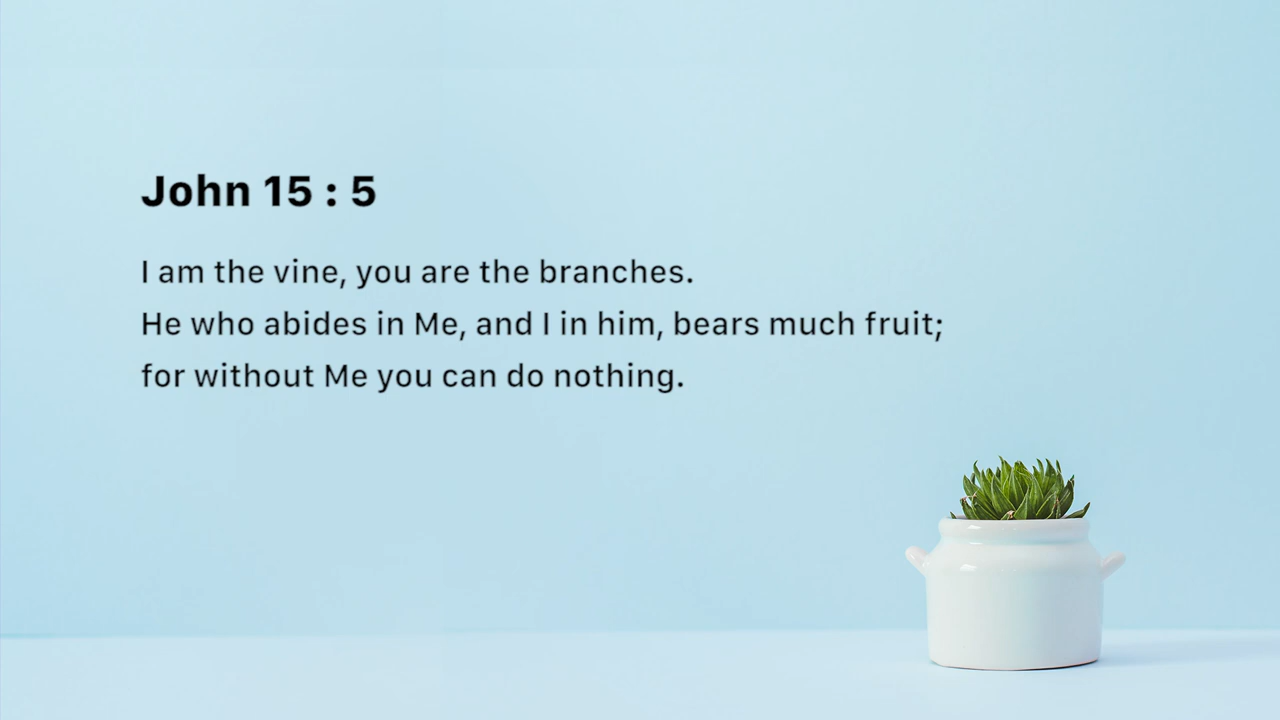 John 15 : 5
I am the vine, you are the branches.
He who abides in Me, and I in him, bears much fruit;
for without Me you can do nothing.